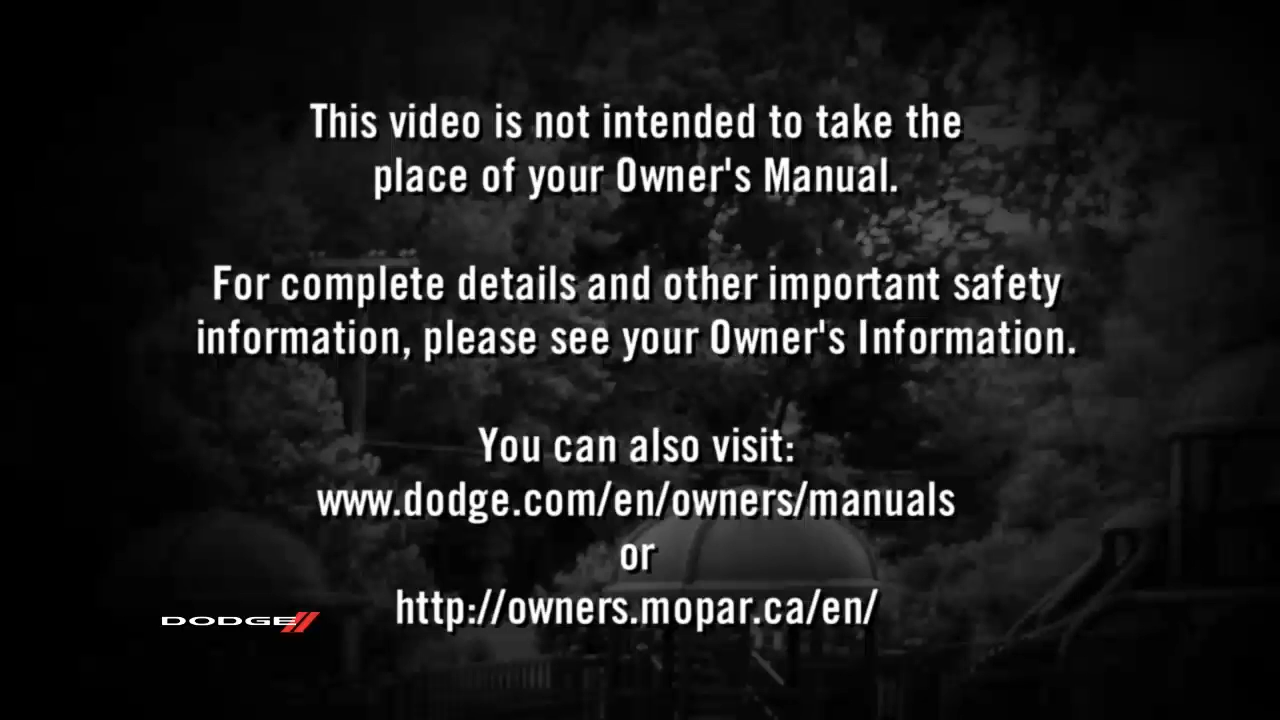 This video is not intended to take the
place of your Owner's Manual.
For complete details and other important safety
information, please see your Owner's Information.
You can also visit:
www.dodge.com/en/owners/manuals
or
http://owners.mopar.ca/en/
DODGE